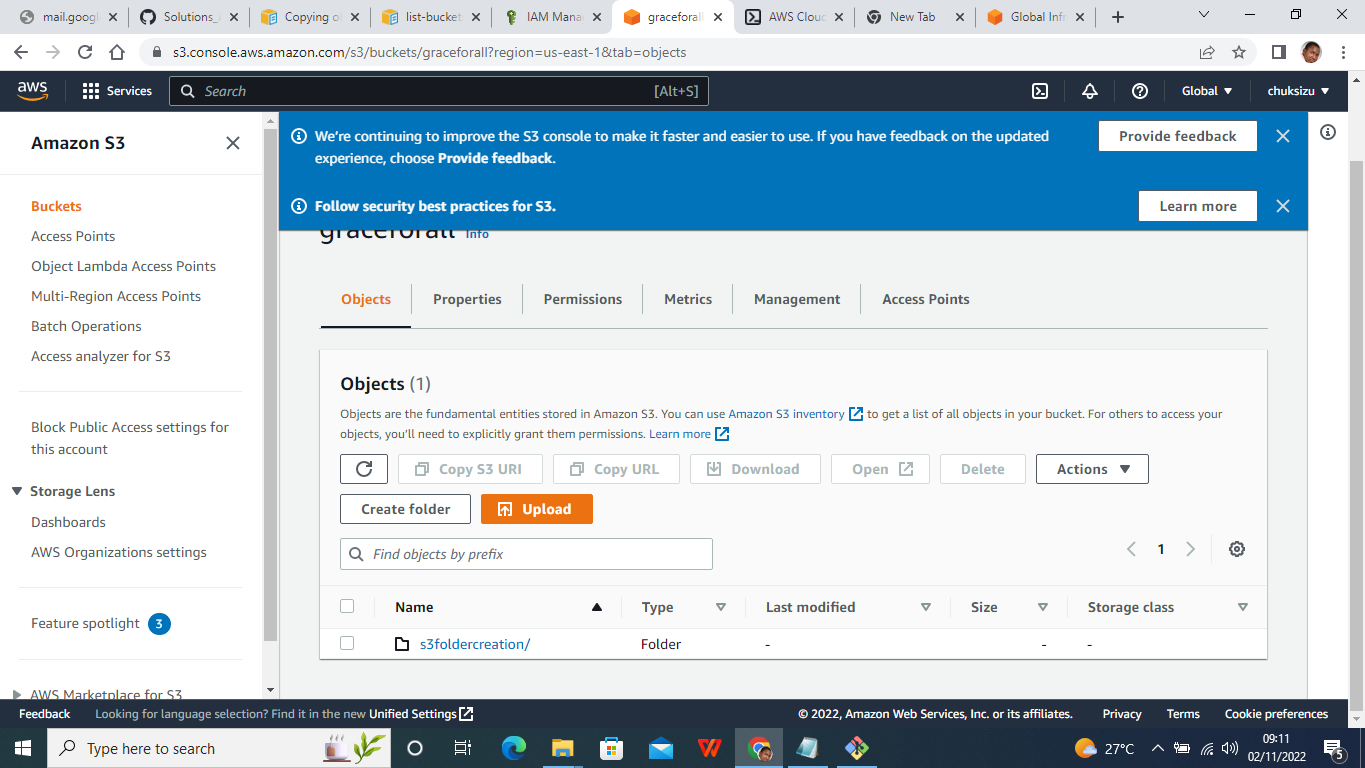 mail.googl
Solutions_
Copying ol
list-bucket
IAM Mana
graceforall
AWS Cloud
New Tab
Global Infr
s3.console.aws.amazon.com/s3/buckets/graceforall?region=us-east-1&tab=objects
aws
Services
Search
[Alt+S]
Global
chuksizu
Amazon S3
Buckets
Access Points
Object Lambda Access Points
Multi-Region Access Points
Batch Operations
Access analyzer for S3
Block Public Access settings for
this account
Storage Lens
Dashboards
AWS Organizations settings
Feature spotlight 3
AWS Marketplace for S3
We're continuing to improve the S3 console to make it faster and easier to use. If you have feedback on the updated
experience, choose Provide feedback.
Provide feedback
Follow security best practices for S3.
Learn more
graceforall Info
Objects
Properties
Permissions
Metrics
Management
Access Points
Objects (1)
Objects are the fundamental entities stored in Amazon S3. You can use Amazon S3 inventory to get a list of all objects in your bucket. For others to access your
objects, you'll need to explicitly grant them permissions. Learn more
Copy S3 URI
Copy URL
Download
Open
Delete
Actions
Create folder
Upload
Find objects by prefix
1
Name
Type
Last modified
Size
Storage class
s3foldercreation/
Folder
-
-
-
Feedback
Looking for language selection? Find it in the new Unified Settings
© 2022, Amazon Web Services, Inc. or its affiliates.
Privacy
Terms
Cookie preferences
Type here to search
27°C
09:11
02/11/2022
5